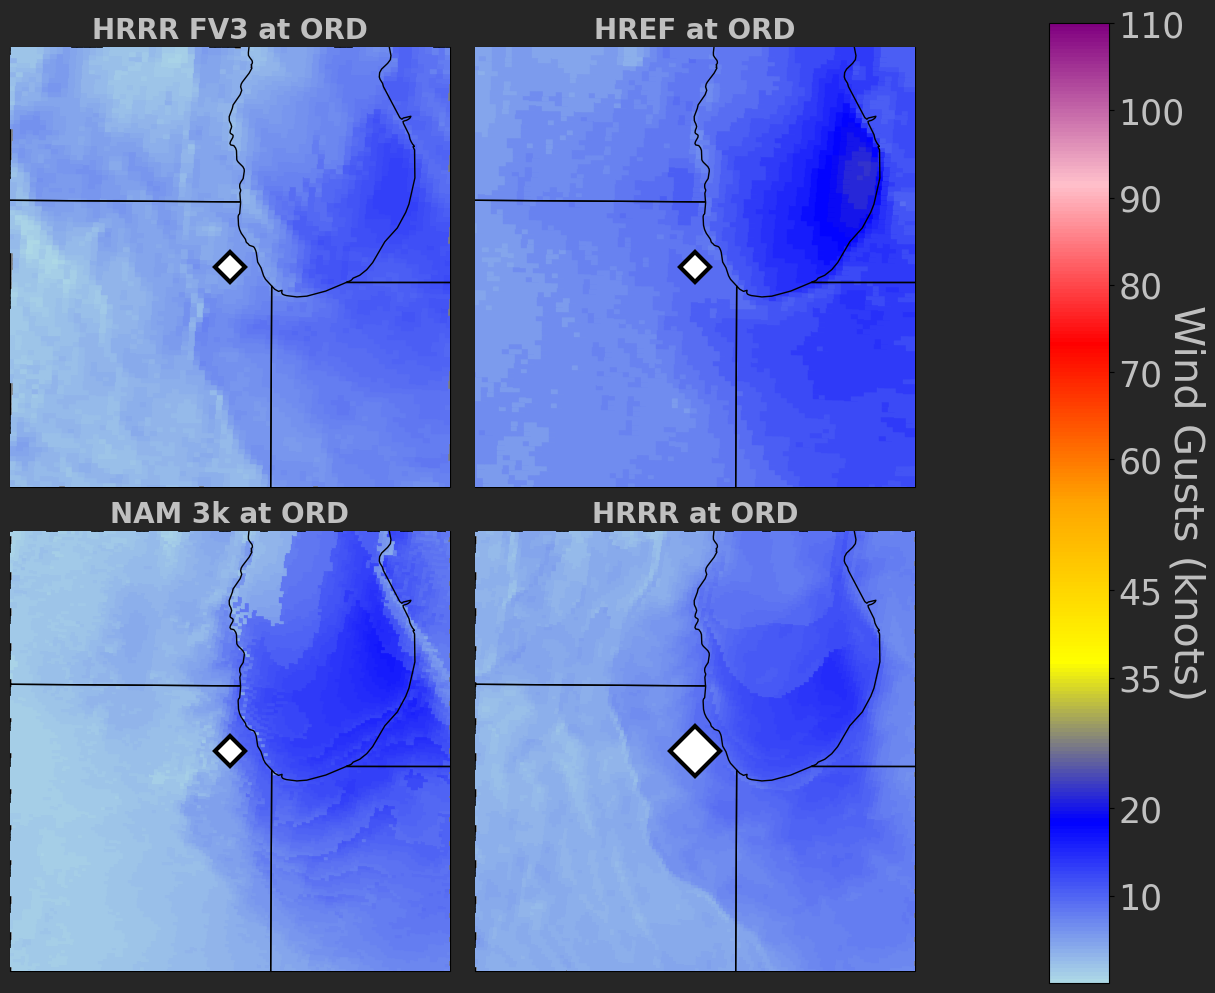 HRRR FV3 at ORD
HREF at ORD
NAM 3k at ORD
HRRR at ORD
110
100
90
80
70
60
45
35
20
10
Wind Gusts (knots)